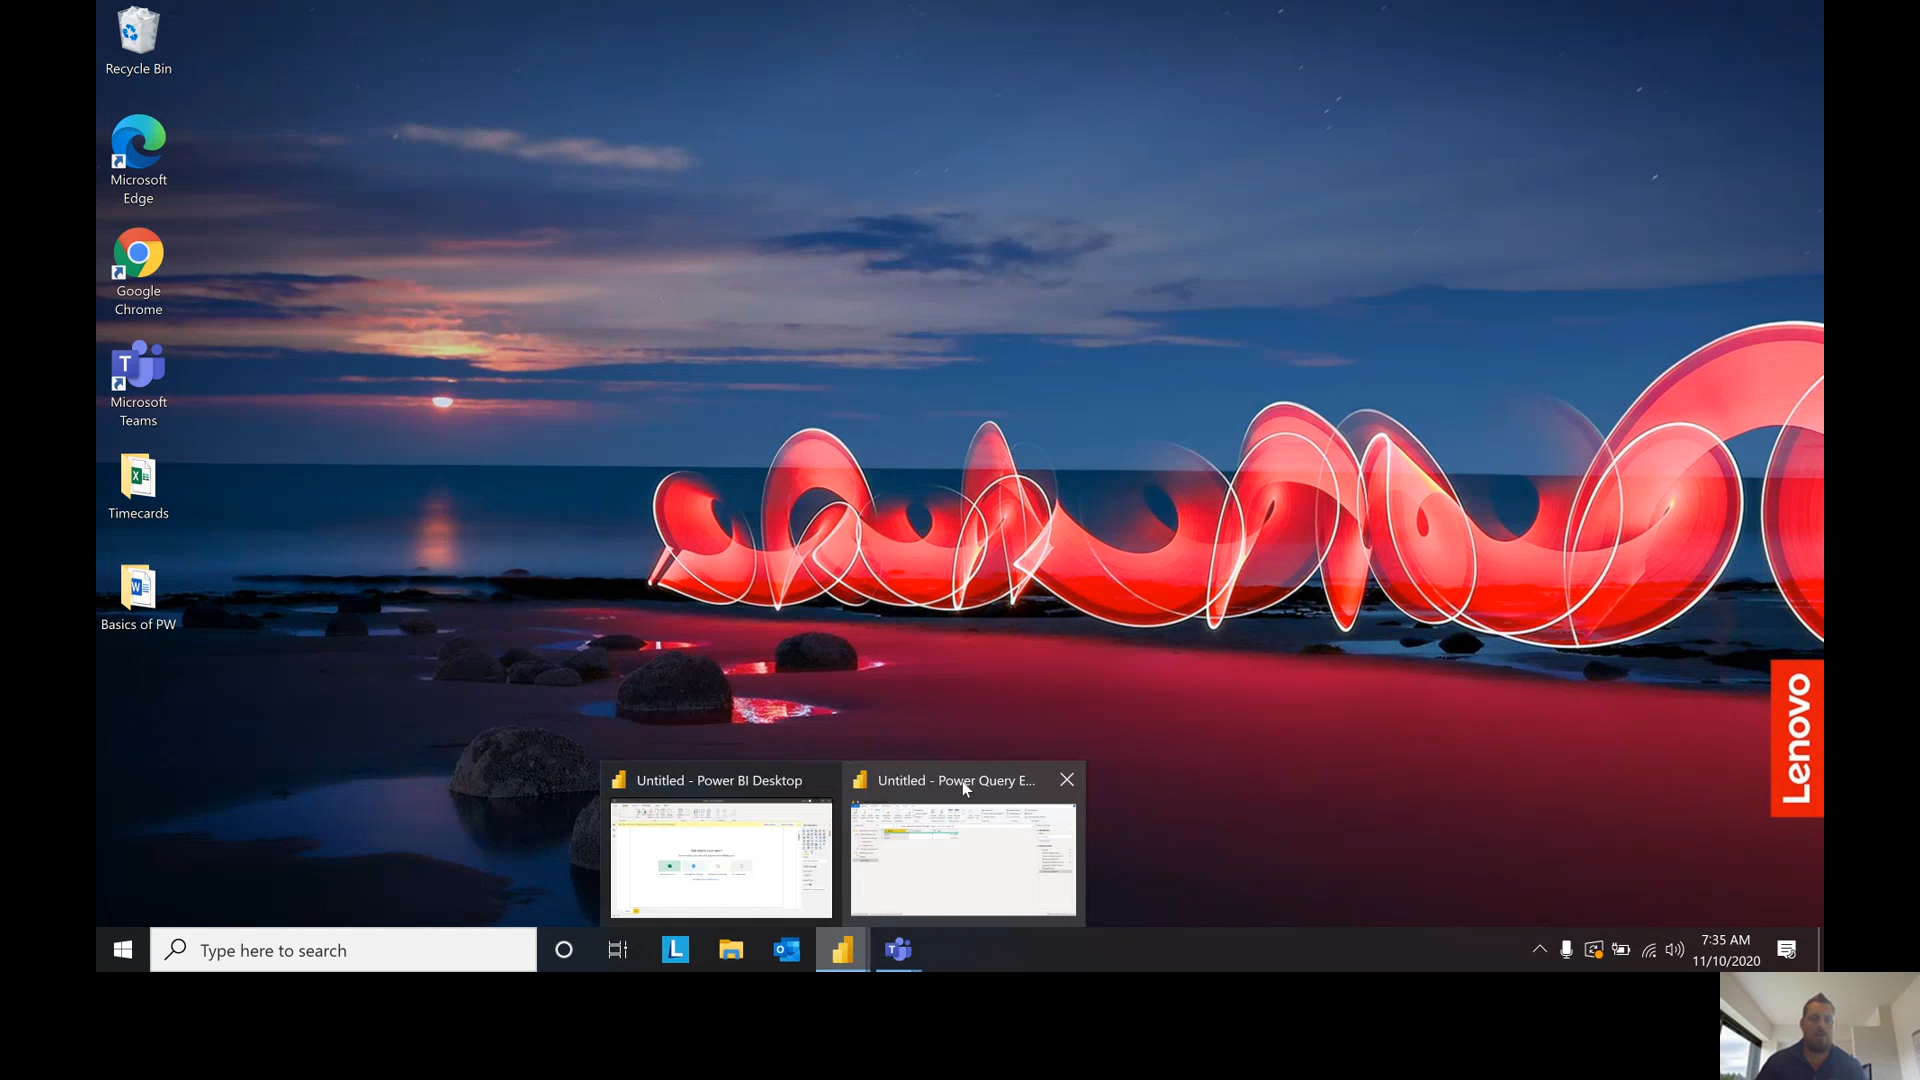 Recycle Bin
Microsoft
Edge
Google
Chrome
Microsoft
Teams
Timecards
Basics of PW
Lenovo
Untitled - Power BI Desktop
Untitled - Power Query E...
Type here to search
7:35 AM
11/10/2020